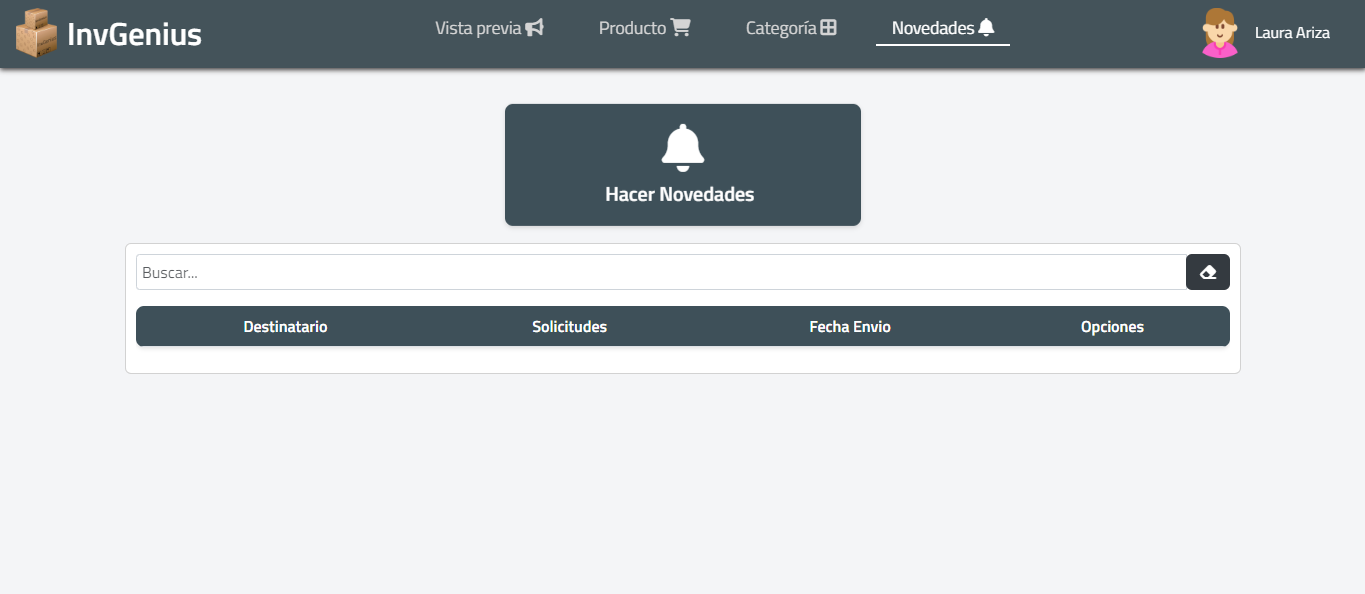 InvGenius
Vista previa
Producto
Categoría
Novedades
Laura Ariza
Hacer Novedades
Buscar...
Destinatario Solicitudes Fecha Envio Opciones